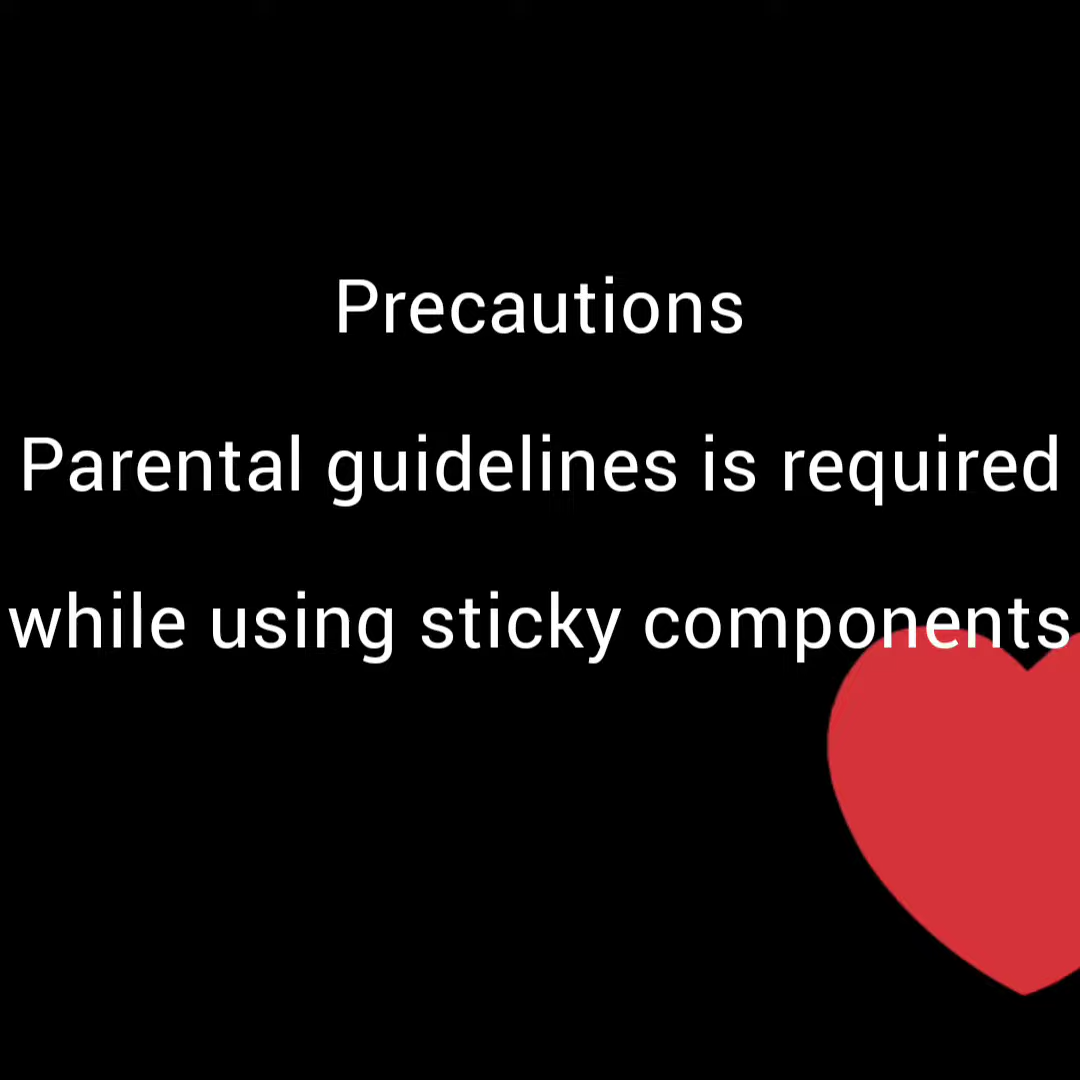 Precautions
Parental guidelines is required
while using sticky components